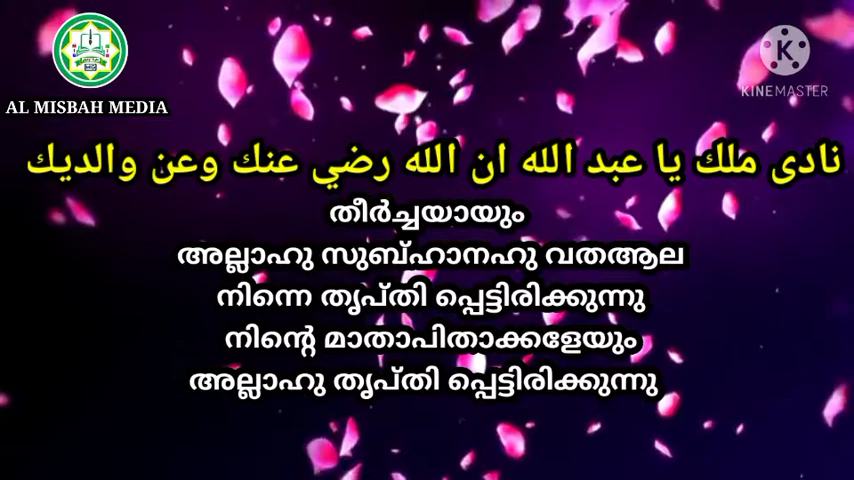 AL MISBAH MEDIA
KINEMASTER
نادى ملك يا عبد الله ان الله رضي عنك وعن والديك
തീർച്ചയായും
അല്ലാഹു സുബ്ഹാനഹു വതആല
നിന്നെ തൃപ്തി പ്പെട്ടിരിക്കുന്നു
നിന്റെ മാതാപിതാക്കളേയും
അല്ലാഹു തൃപ്തി പ്പെട്ടിരിക്കുന്നു